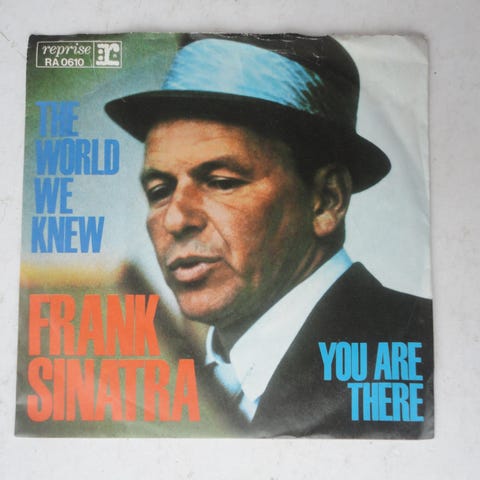 reprise
RA 0610
THE
WORLD
WE
KNEW
FRANK
SINATRA
YOU ARE
THERE